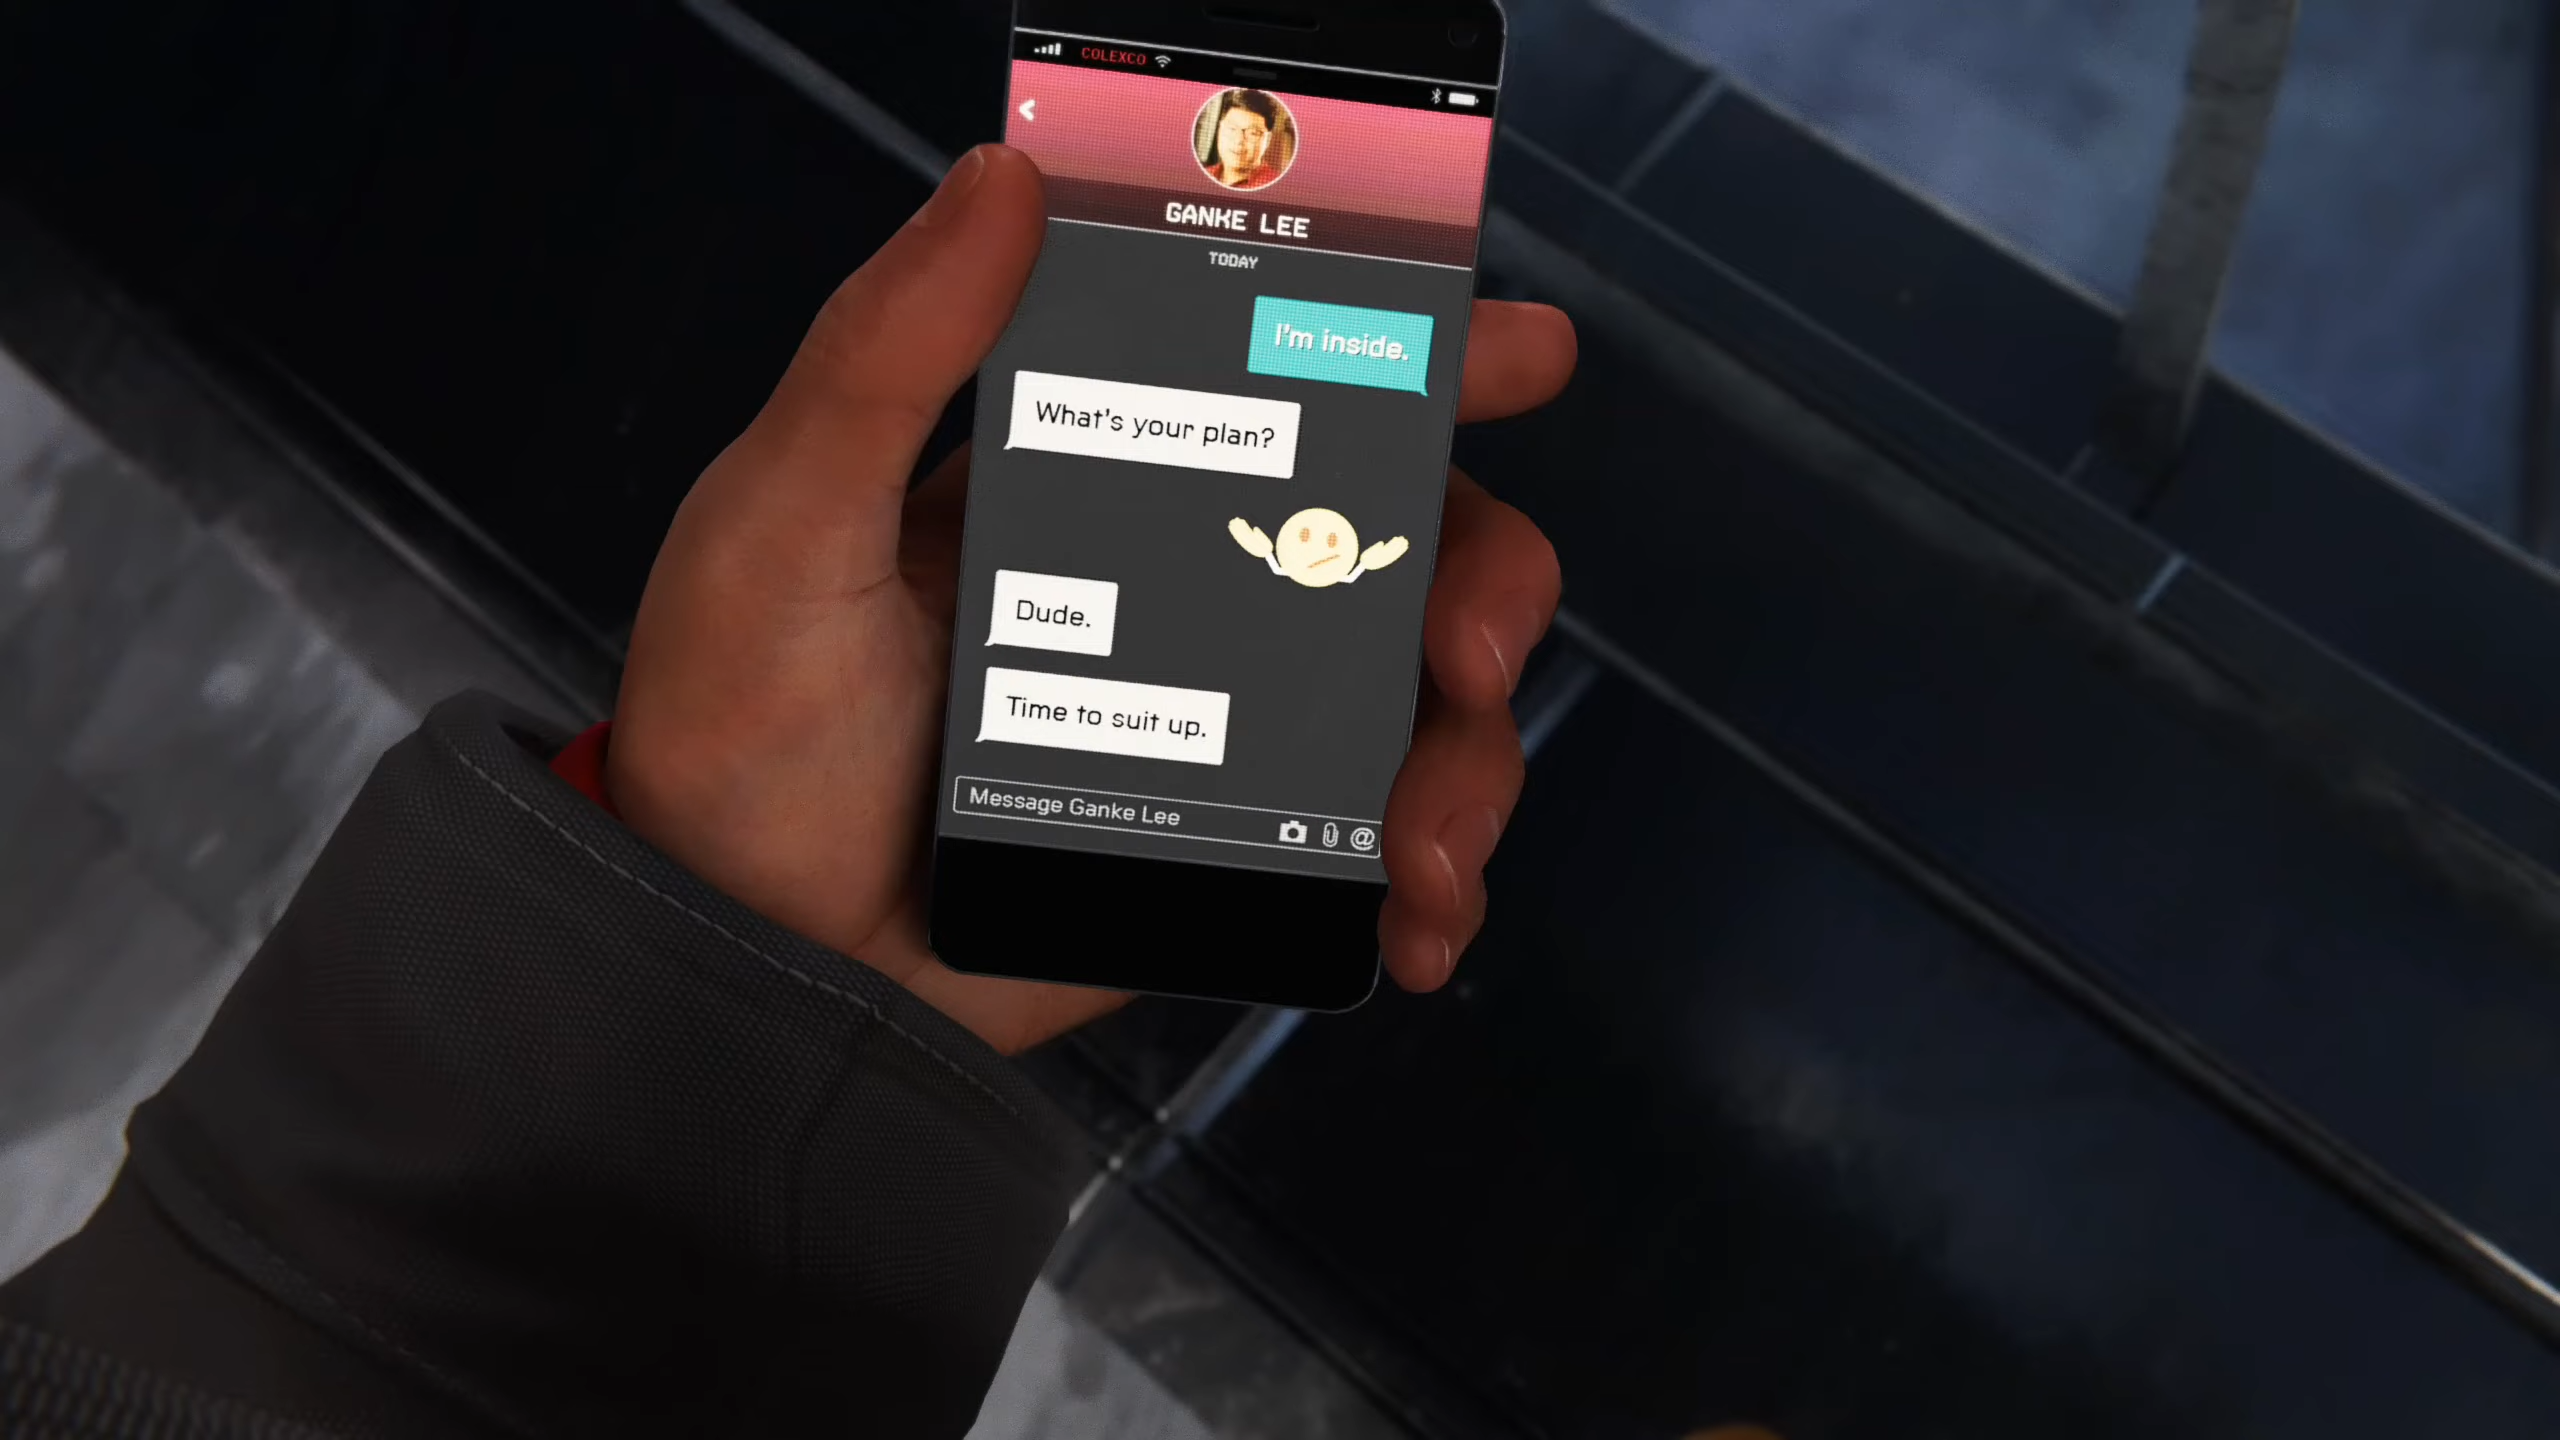 COLEXCO
GANKE LEE
TODAY
I'm inside.
What's your plan?
Dude.
Time to suit up.
Message Ganke Lee
@